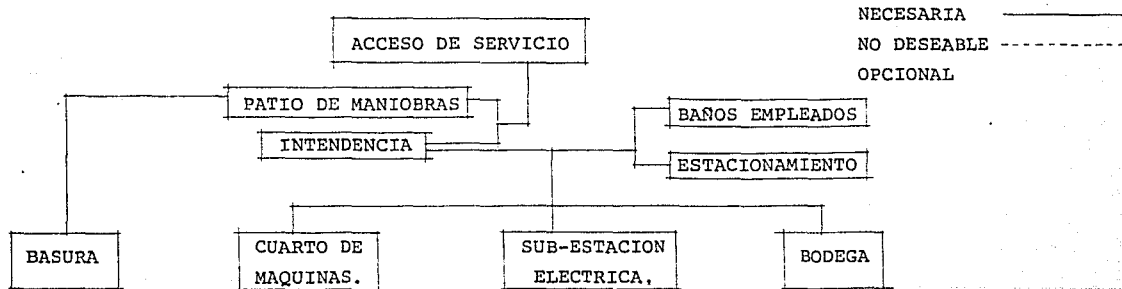 NECESARIA
NO DESEABLE
OPCIONAL
ACCESO DE SERVICIO
PATIO DE MANIOBRAS
INTENDENCIA
BAÑOS EMPLEADOS
ESTACIONAMIENTO
BASURA
CUARTO DE
MAQUINAS.
SUB-ESTACION
ELECTRICA,
BODEGA